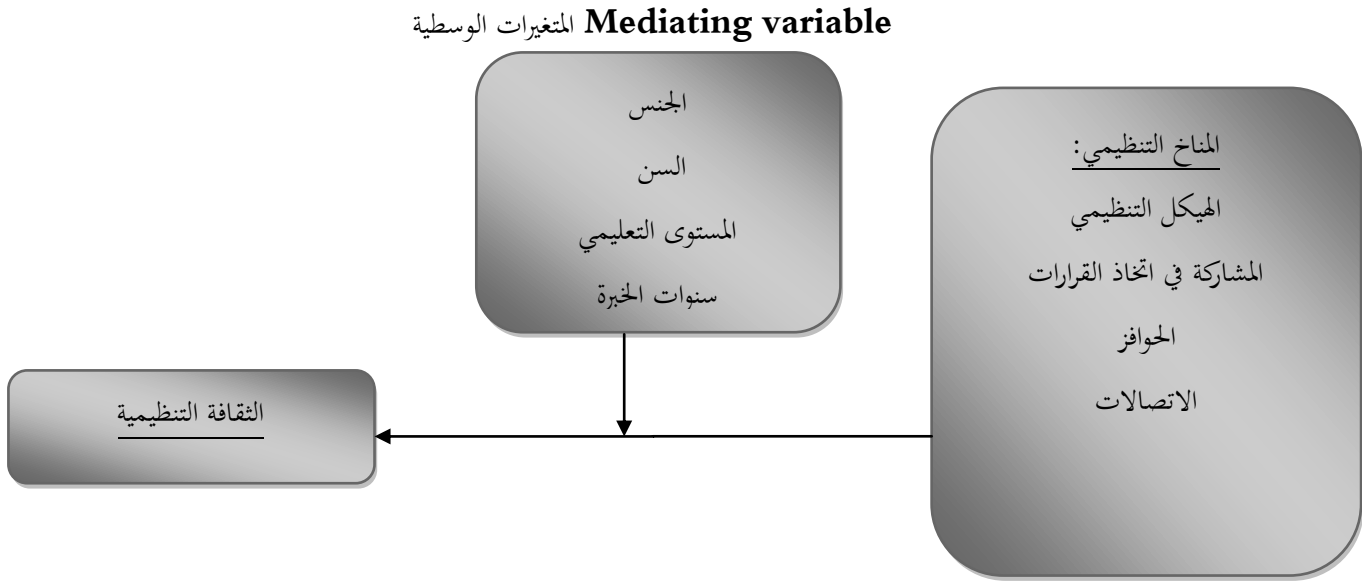 المتغيرات الوسطية Mediating variable
الجنس
السن
المستوى التعليمي
سنوات الخبرة
المناخ التنظيمي:
الهيكل التنظيمي
المشاركة في اتخاذ القرارات
الحوافز
الاتصالات
الثقافة التنظيمية